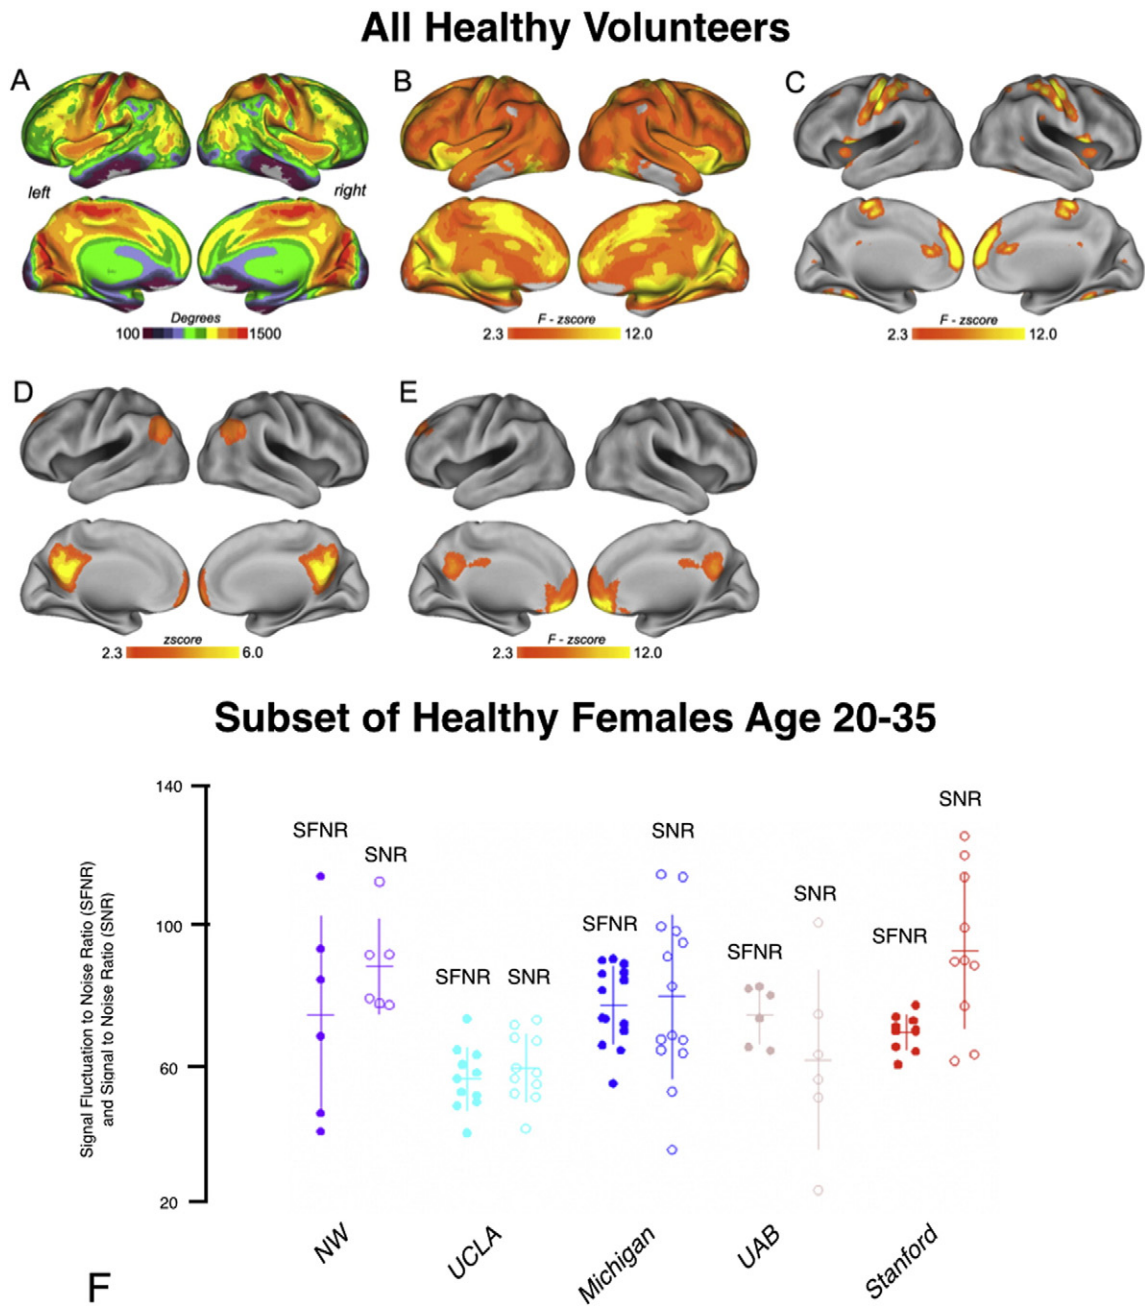 All Healthy Volunteers
A
B
C
left
right
Degrees
100
1500
F - zscore
2.3
12.0
F - zscore
2.3
12.0
D
E
zscore
2.3
6.0
F - zscore
2.3
12.0
Subset of Healthy Females Age 20-35
Signal Fluctuation to Noise Ratio (SFNR)
and Signal to Noise Ratio (SNR)
140
100
60
20
SFNR
SNR
SFNR
SNR
SFNR
SNR
SFNR
SNR
SFNR
SNR
NW
UCLA
Michigan
UAB
Stanford
F